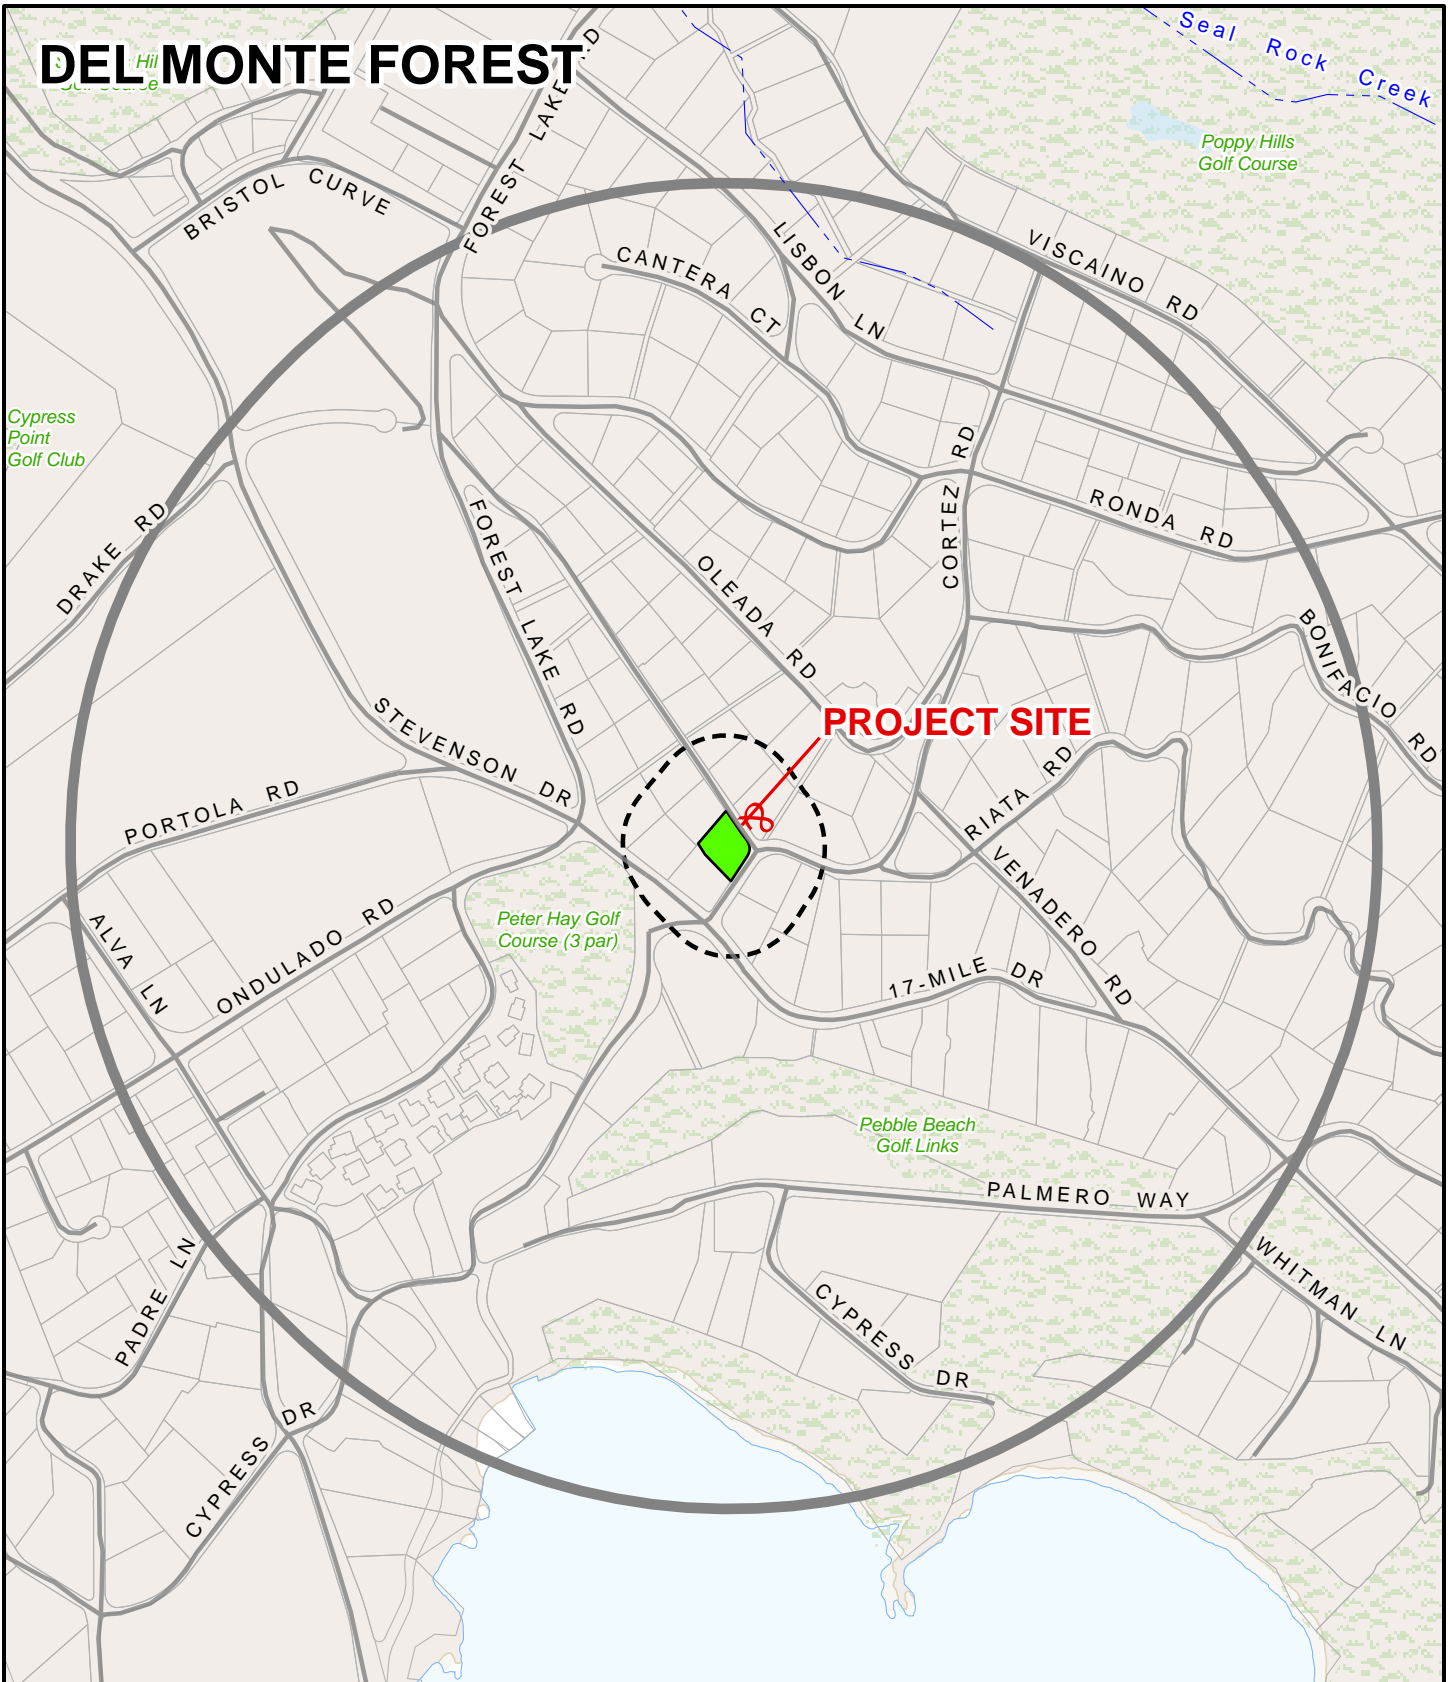 DEL MONTE FOREST
Seal Rock Creek
Poppy Hills
Golf Course
FOREST LAKE RD
BRISTOL CURVE
LISBON LN
CANTERA CT
VISCAINO RD
Cypress
Point
Golf Club
DRAKE RD
FOREST LAKE RD
OLEADA RD
CORTEZ RD
RONDA RD
BONIFACIO RD
STEVENSON DR
PROJECT SITE
PORTOLA RD
RIATA RD
VENADERO RD
ALVA LN
ONDULADO RD
Peter Hay Golf
Course (3 par)
17-MILE DR
Pebble Beach
Golf Links
PALMERO WAY
PADRE LN
WHITMAN LN
CYPRESS DR
CYPRESS DR